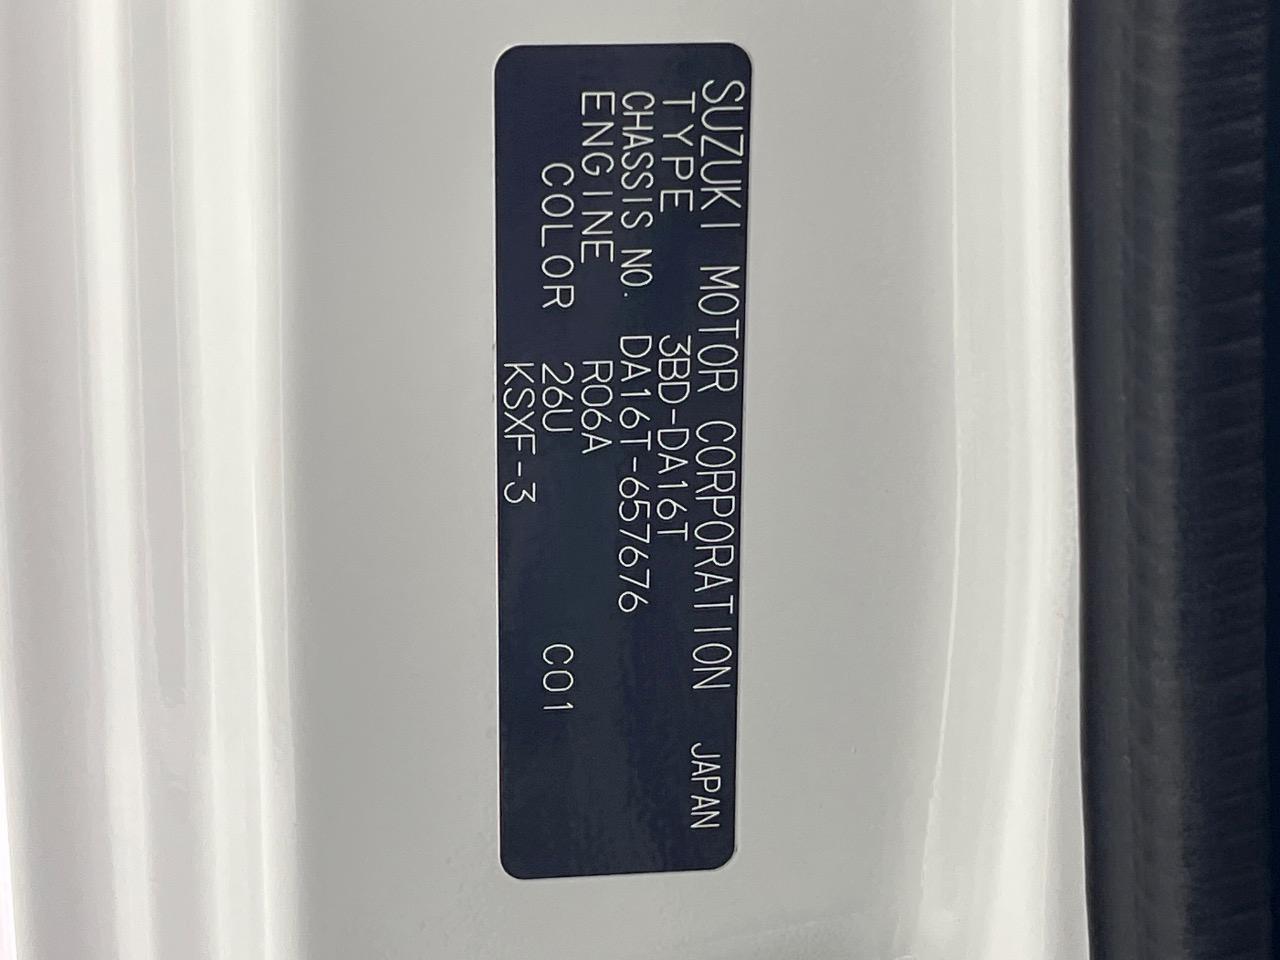 SUZUKI MOTOR CORPORATION JAPAN
TYPE 3BD-DA16T
CHASSIS NO. DA16T-657676
ENGINE R06A
COLOR 26U C01
KSXF-3